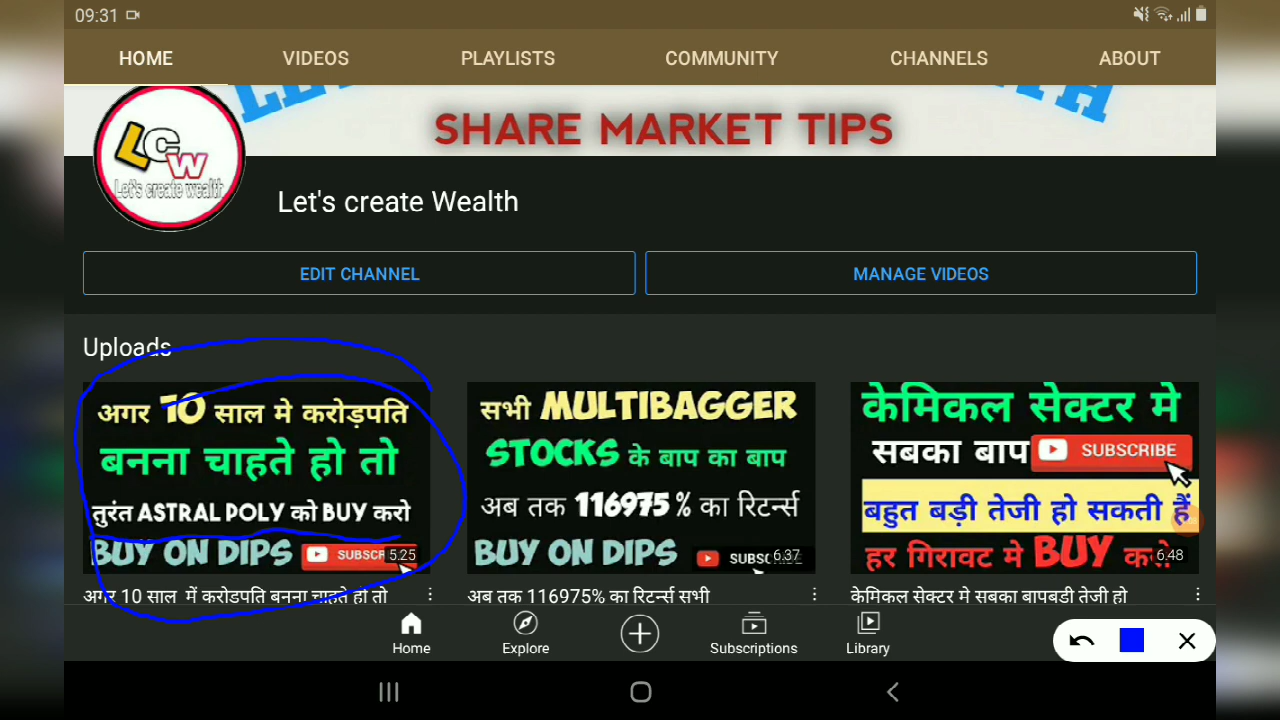 09:31
HOME VIDEOS PLAYLISTS COMMUNITY CHANNELS ABOUT
SHARE MARKET TIPS
LCW
Let's create wealth
Let's create Wealth
EDIT CHANNEL MANAGE VIDEOS
Uploads
अगर 10 साल मे करोड़पति
बनना चाहते हो तो
तुरंत ASTRAL POLY को BUY करो
BUY ON DIPS
5.25
अगर 10 साल में करोडपति बनना चाहते हो तो
सभी MULTIBAGGER
STOCKS के बाप का बाप
अब तक 116975 % का रिटर्न्स
BUY ON DIPS
6.37
अब तक 116975% का रिटर्न्स सभी
केमिकल सेक्टर मे
सबका बाप SUBSCRIBE
बहुत बड़ी तेजी हो सकती हैं
हर गिरावट मे BUY करो
6.48
केमिकल सेक्टर मे सबका बापबडी तेजी हो
Home Explore Subscriptions Library